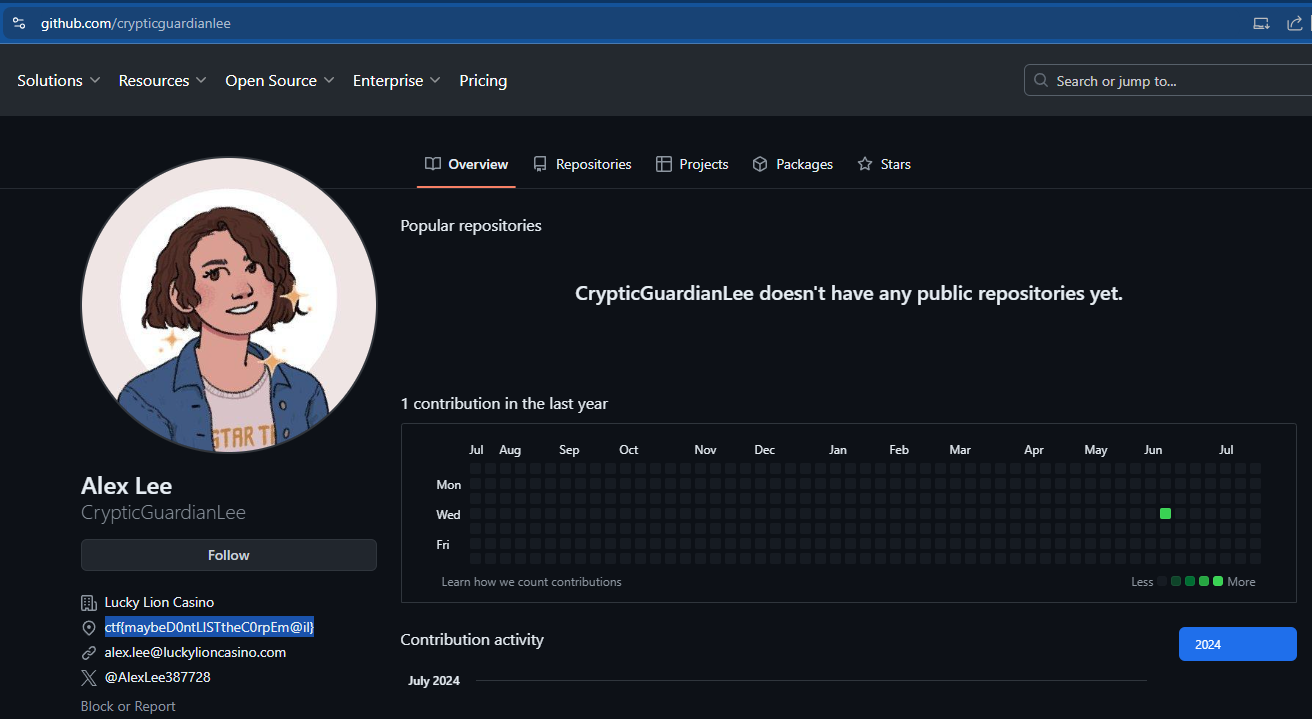 github.com/crypticguardianlee
Solutions Resources Open Source Enterprise Pricing
Search or jump to...
Overview Repositories Projects Packages Stars
Popular repositories
CrypticGuardianLee doesn't have any public repositories yet.
1 contribution in the last year
Jul Aug Sep Oct Nov Dec Jan Feb Mar Apr May Jun Jul
Mon
Wed
Fri
Learn how we count contributions
Less More
START
Alex Lee
CrypticGuardianLee
Follow
Lucky Lion Casino
ctf{maybeD0ntLISTtheC0rpEm@il}
alex.lee@luckylioncasino.com
@AlexLee387728
Block or Report
Contribution activity
2024
July 2024